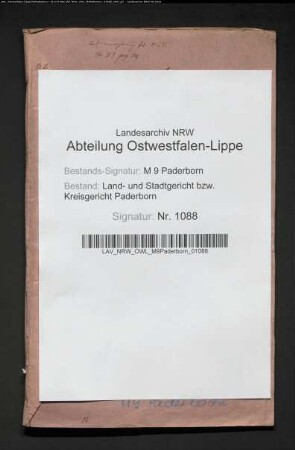 Landesarchiv NRW
Abteilung Ostwestfalen-Lippe
Bestands-Signatur: M 9 Paderborn
Bestand: Land- und Stadtgericht bzw.
Kreisgericht Paderborn
Signatur: Nr. 1088
LAV_NRW_OWL_M9Paderborn_01088